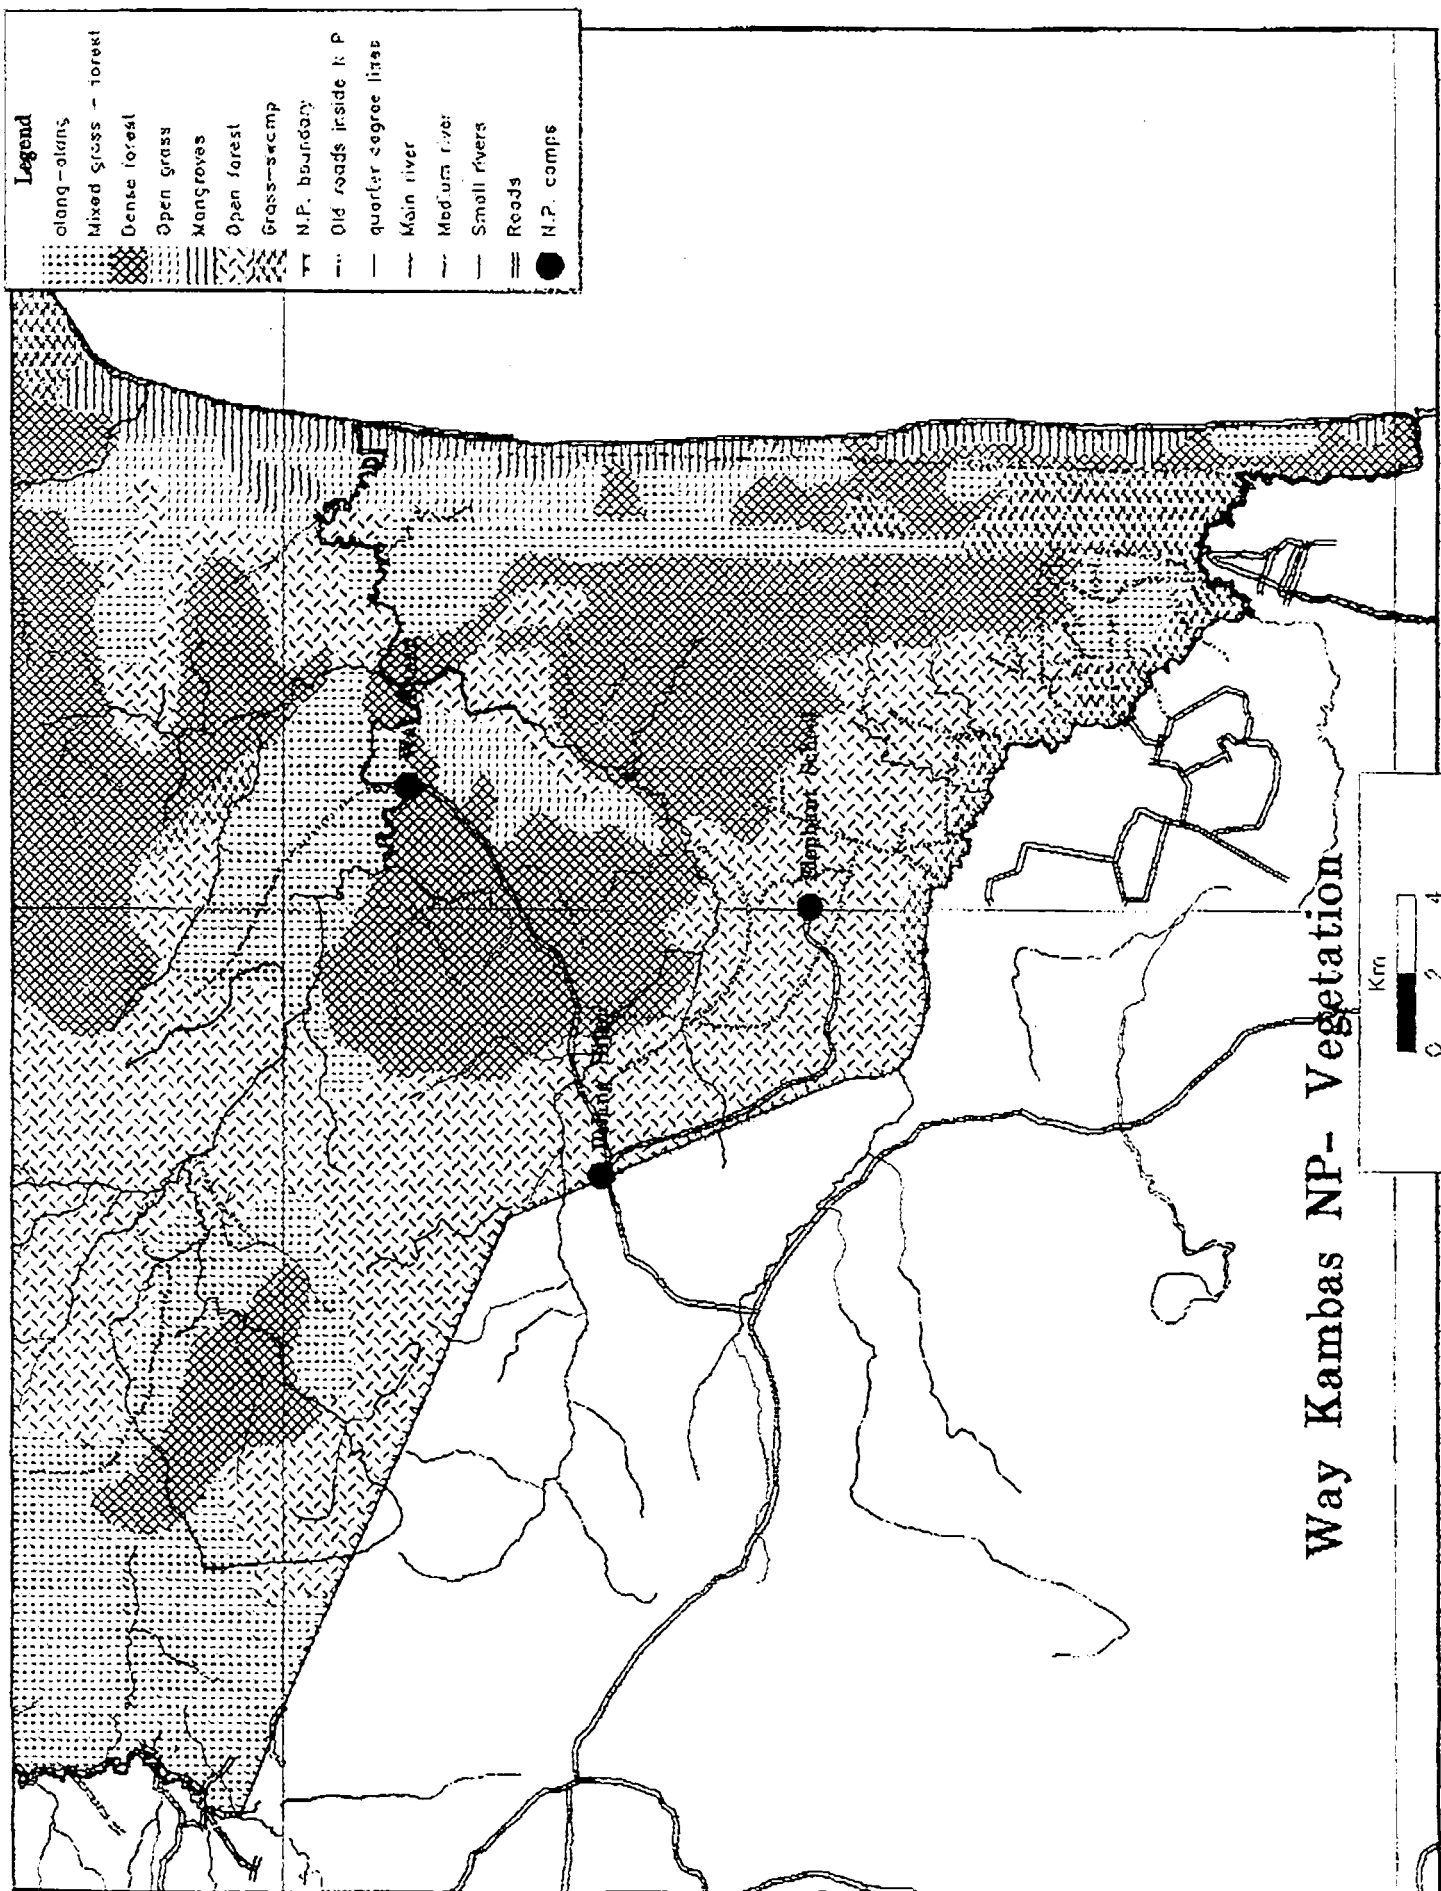 Legend
alang-alang
Mixed grass - forest
Dense forest
Open grass
Mangroves
Open forest
Grass-swamp
N.P. boundary
Old roads inside N P
quarter degree lines
Main river
Medium river
Small rivers
Roads
N.P. camps
Elephant School
Way Kambas NP- Vegetation
Km
0 2 4